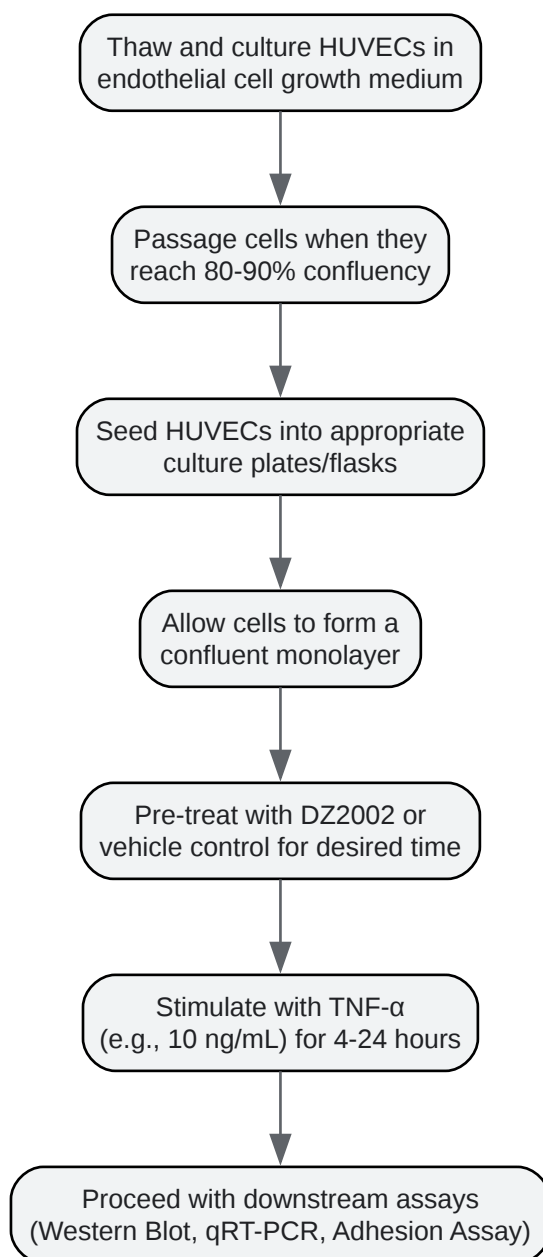 Thaw and culture HUVECs in
endothelial cell growth medium
Passage cells when they
reach 80-90% confluency
Seed HUVECs into appropriate
culture plates/flasks
Allow cells to form a
confluent monolayer
Pre-treat with DZ2002 or
vehicle control for desired time
Stimulate with TNF-α
(e.g., 10 ng/mL) for 4-24 hours
Proceed with downstream assays
(Western Blot, qRT-PCR, Adhesion Assay)